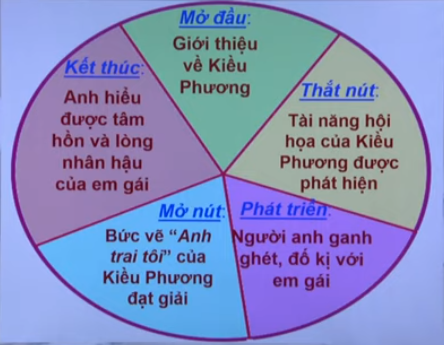 Mở đầu:
Giới thiệu
về Kiều
Phương
Thắt nút:
Tài năng hội
họa của Kiều
Phương được
phát hiện
Phát triển:
Người anh ganh
ghét, đố kị với
em gái
Mở nút:
Bức vẽ “Anh
trai tôi” của
Kiều Phương
đạt giải
Kết thúc:
Anh hiểu
được tâm
hồn và lòng
nhân hậu
của em gái